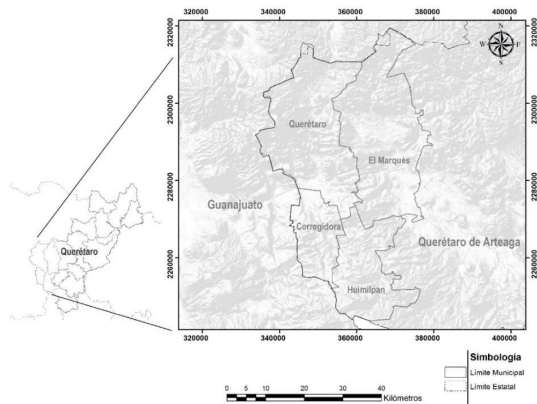 320000 340000 360000 380000 400000
2320000
2300000
2280000
2260000
N
W E
S
Querétaro
El Marqués
Guanajuato
Corregidora
Querétaro de Arteaga
Huimilpan
Querétaro
2320000
2300000
2280000
2260000
320000 340000 360000 380000 400000
Simbología
Límite Municipal
Límite Estatal
0 5 10 20 30 40
Kilómetros